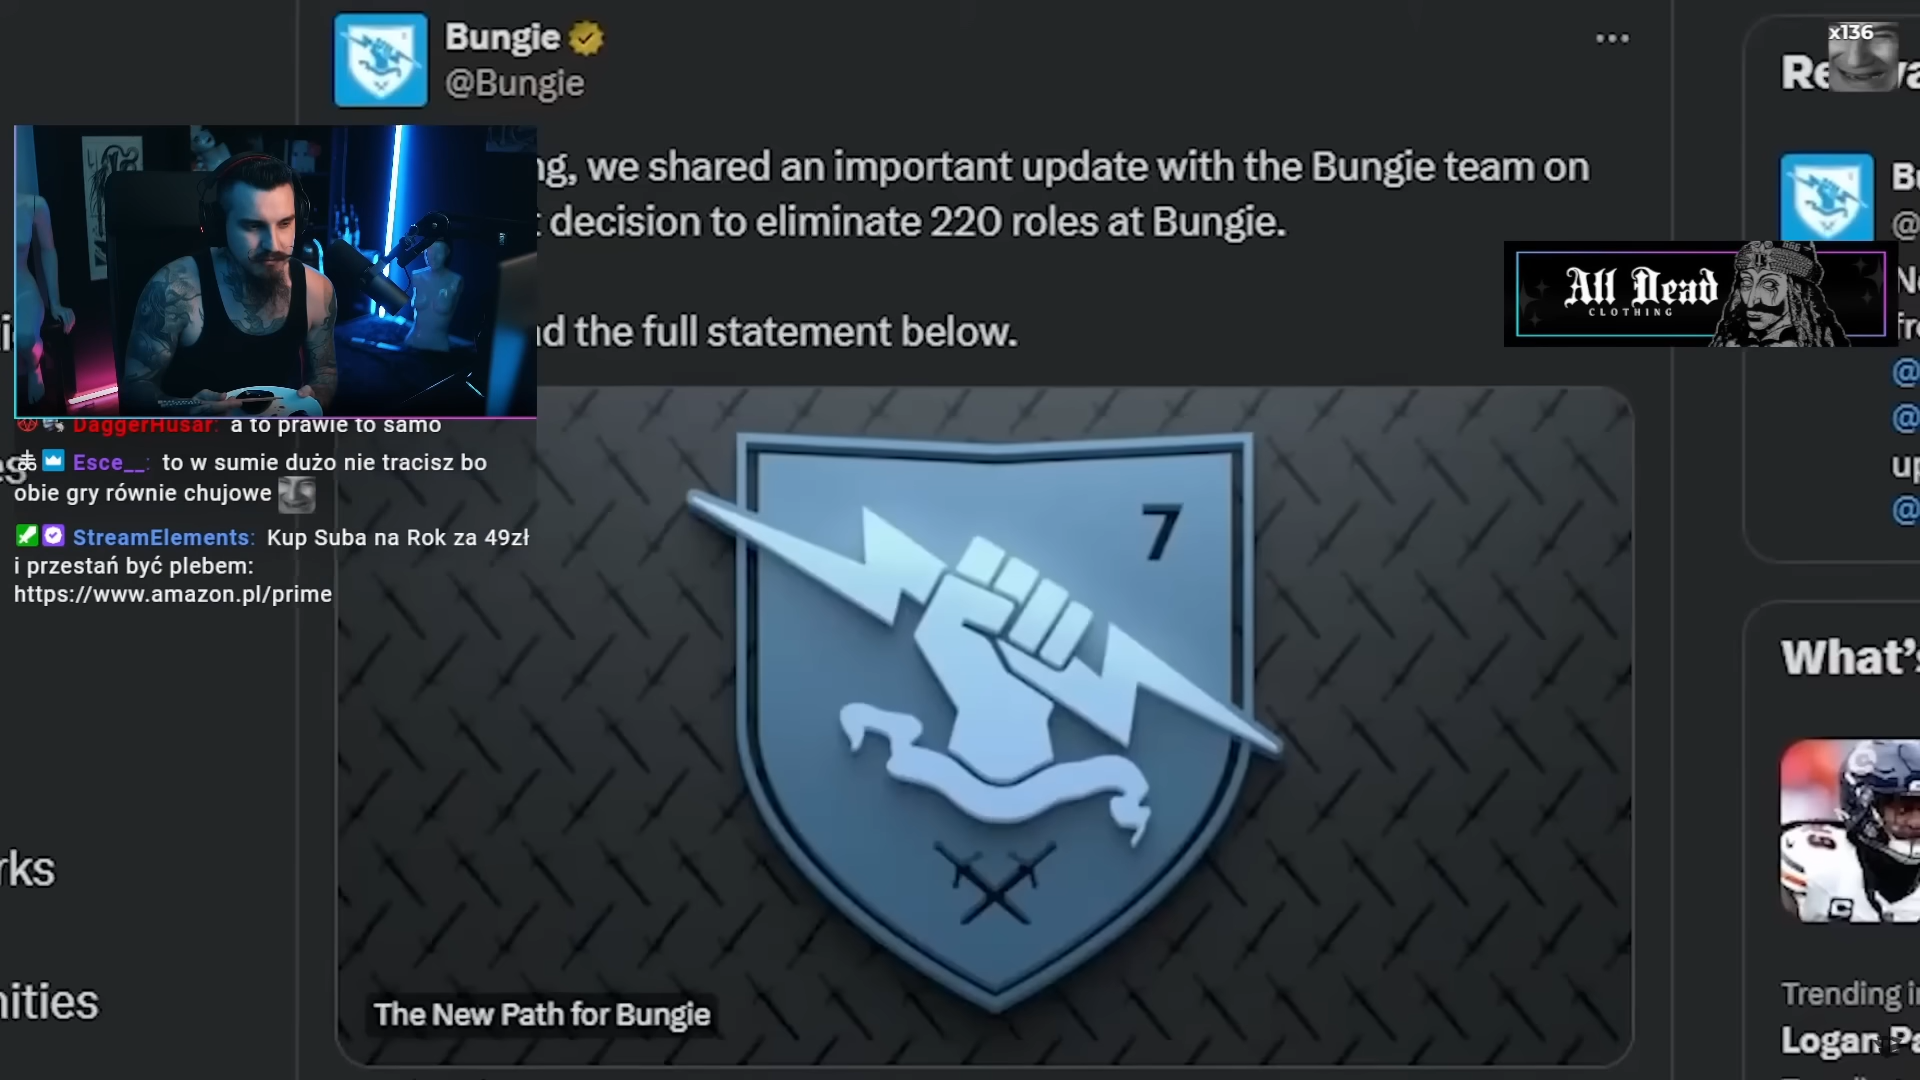 Bungie
@Bungie
x136
we shared an important update with the Bungie team on
decision to eliminate 220 roles at Bungie.
the full statement below.
All Dead
CLOTHING
DaggerHusar: a to prawie to samo
Esce__: to w sumie dużo nie tracisz bo
obie gry równie chujowe
StreamElements: Kup Suba na Rok za 49zł
i przestań być plebem:
https://www.amazon.pl/prime
7
The New Path for Bungie
What's
Trending
Logan